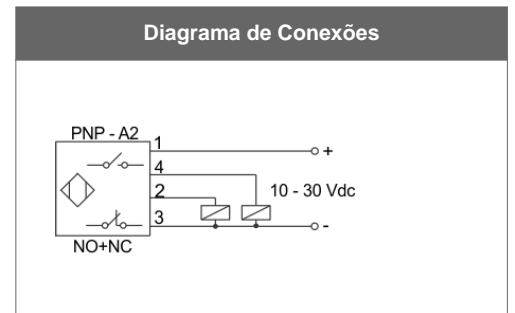 Diagrama de Conexões
PNP - A2
1
+
4
2
10 - 30 Vdc
3
-
NO+NC